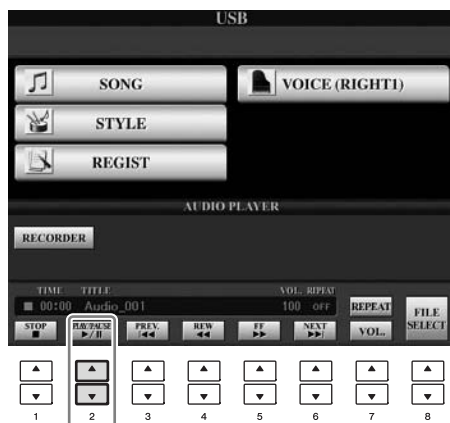 USB
SONG
VOICE (RIGHT1)
STYLE
REGIST
AUDIO PLAYER
RECORDER
TIME TITLE VOL. REPEAT
00:00 Audio_001 100 OFF
REPEAT
FILE SELECT
STOP PLAY/PAUSE PREV. REW FF NEXT VOL.
1 2 3 4 5 6 7 8